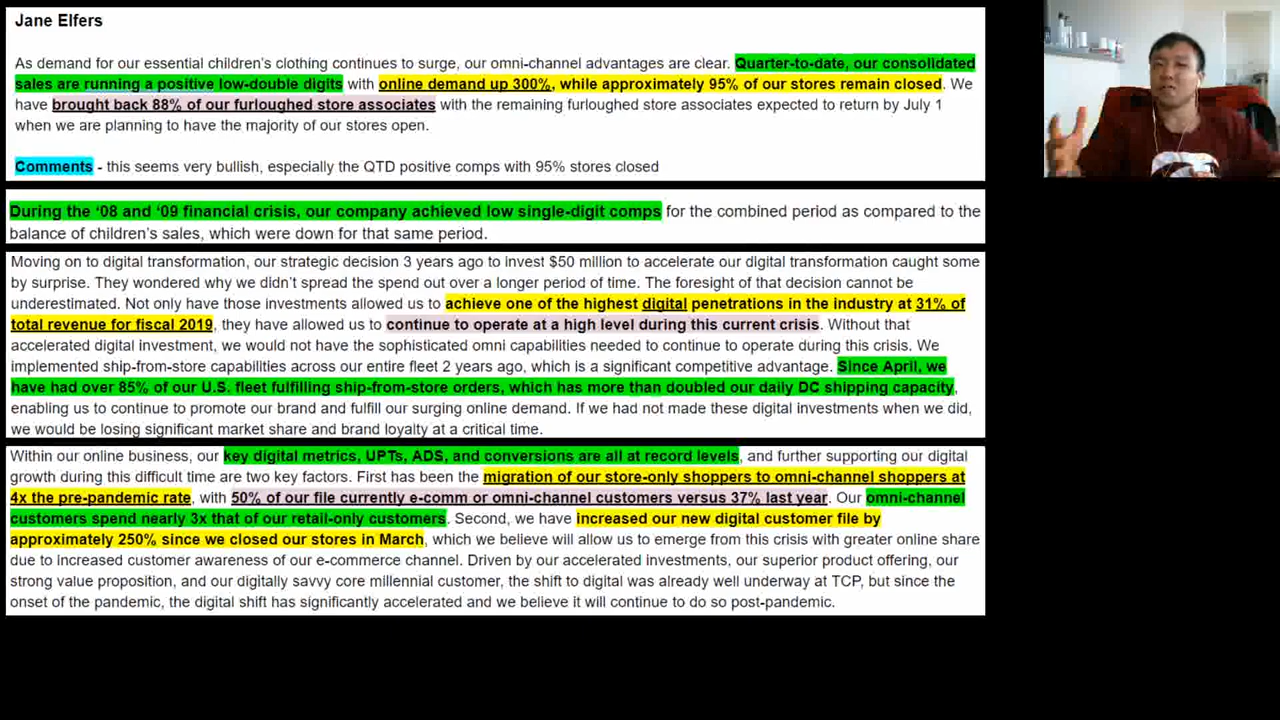 Jane Elfers
As demand for our essential children's clothing continues to surge, our omni-channel advantages are clear. Quarter-to-date, our consolidated
sales are running a positive low-double digits with online demand up 300%, while approximately 95% of our stores remain closed. We
have brought back 88% of our furloughed store associates with the remaining furloughed store associates expected to return by July 1
when we are planning to have the majority of our stores open.
Comments - this seems very bullish, especially the QTD positive comps with 95% stores closed
During the '08 and '09 financial crisis, our company achieved low single-digit comps for the combined period as compared to the
balance of children's sales, which were down for that same period.
Moving on to digital transformation, our strategic decision 3 years ago to invest $50 million to accelerate our digital transformation caught some
by surprise. They wondered why we didn't spread the spend out over a longer period of time. The foresight of that decision cannot be
underestimated. Not only have those investments allowed us to achieve one of the highest digital penetrations in the industry at 31% of
total revenue for fiscal 2019, they have allowed us to continue to operate at a high level during this current crisis. Without that
accelerated digital investment, we would not have the sophisticated omni capabilities needed to continue to operate during this crisis. We
implemented ship-from-store capabilities across our entire fleet 2 years ago, which is a significant competitive advantage. Since April, we
have had over 85% of our U.S. fleet fulfilling ship-from-store orders, which has more than doubled our daily DC shipping capacity,
enabling us to continue to promote our brand and fulfill our surging online demand. If we had not made these digital investments when we did,
we would be losing significant market share and brand loyalty at a critical time.
Within our online business, our key digital metrics, UPTs, ADS, and conversions are all at record levels, and further supporting our digital
growth during this difficult time are two key factors. First has been the migration of our store-only shoppers to omni-channel shoppers at
4x the pre-pandemic rate, with 50% of our file currently e-comm or omni-channel customers versus 37% last year. Our omni-channel
customers spend nearly 3x that of our retail-only customers. Second, we have increased our new digital customer file by
approximately 250% since we closed our stores in March, which we believe will allow us to emerge from this crisis with greater online share
due to increased customer awareness of our e-commerce channel. Driven by our accelerated investments, our superior product offering, our
strong value proposition, and our digitally savvy core millennial customer, the shift to digital was already well underway at TCP, but since the
onset of the pandemic, the digital shift has significantly accelerated and we believe it will continue to do so post-pandemic.